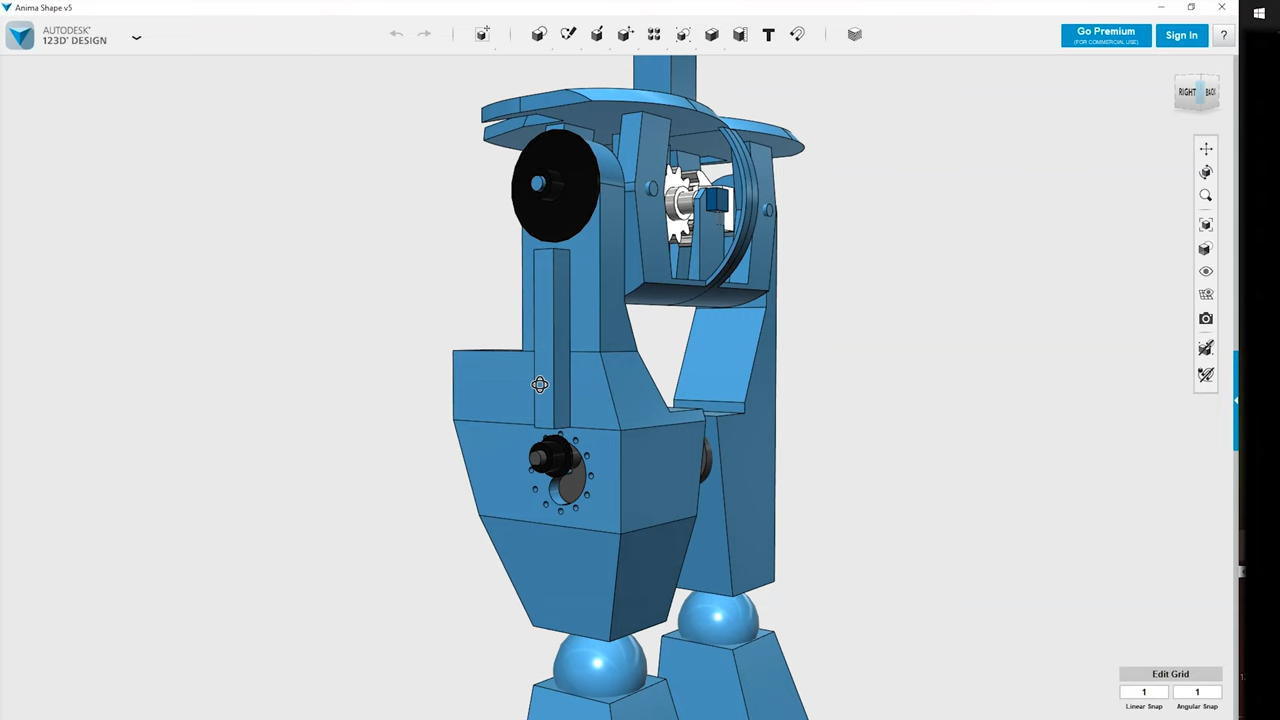 Anima Shape v5
AUTODESK®
123D® DESIGN
T
Go Premium
(FOR COMMERCIAL USE)
Sign In
?
RIGHT
BACK
Edit Grid
1
1
Linear Snap
Angular Snap